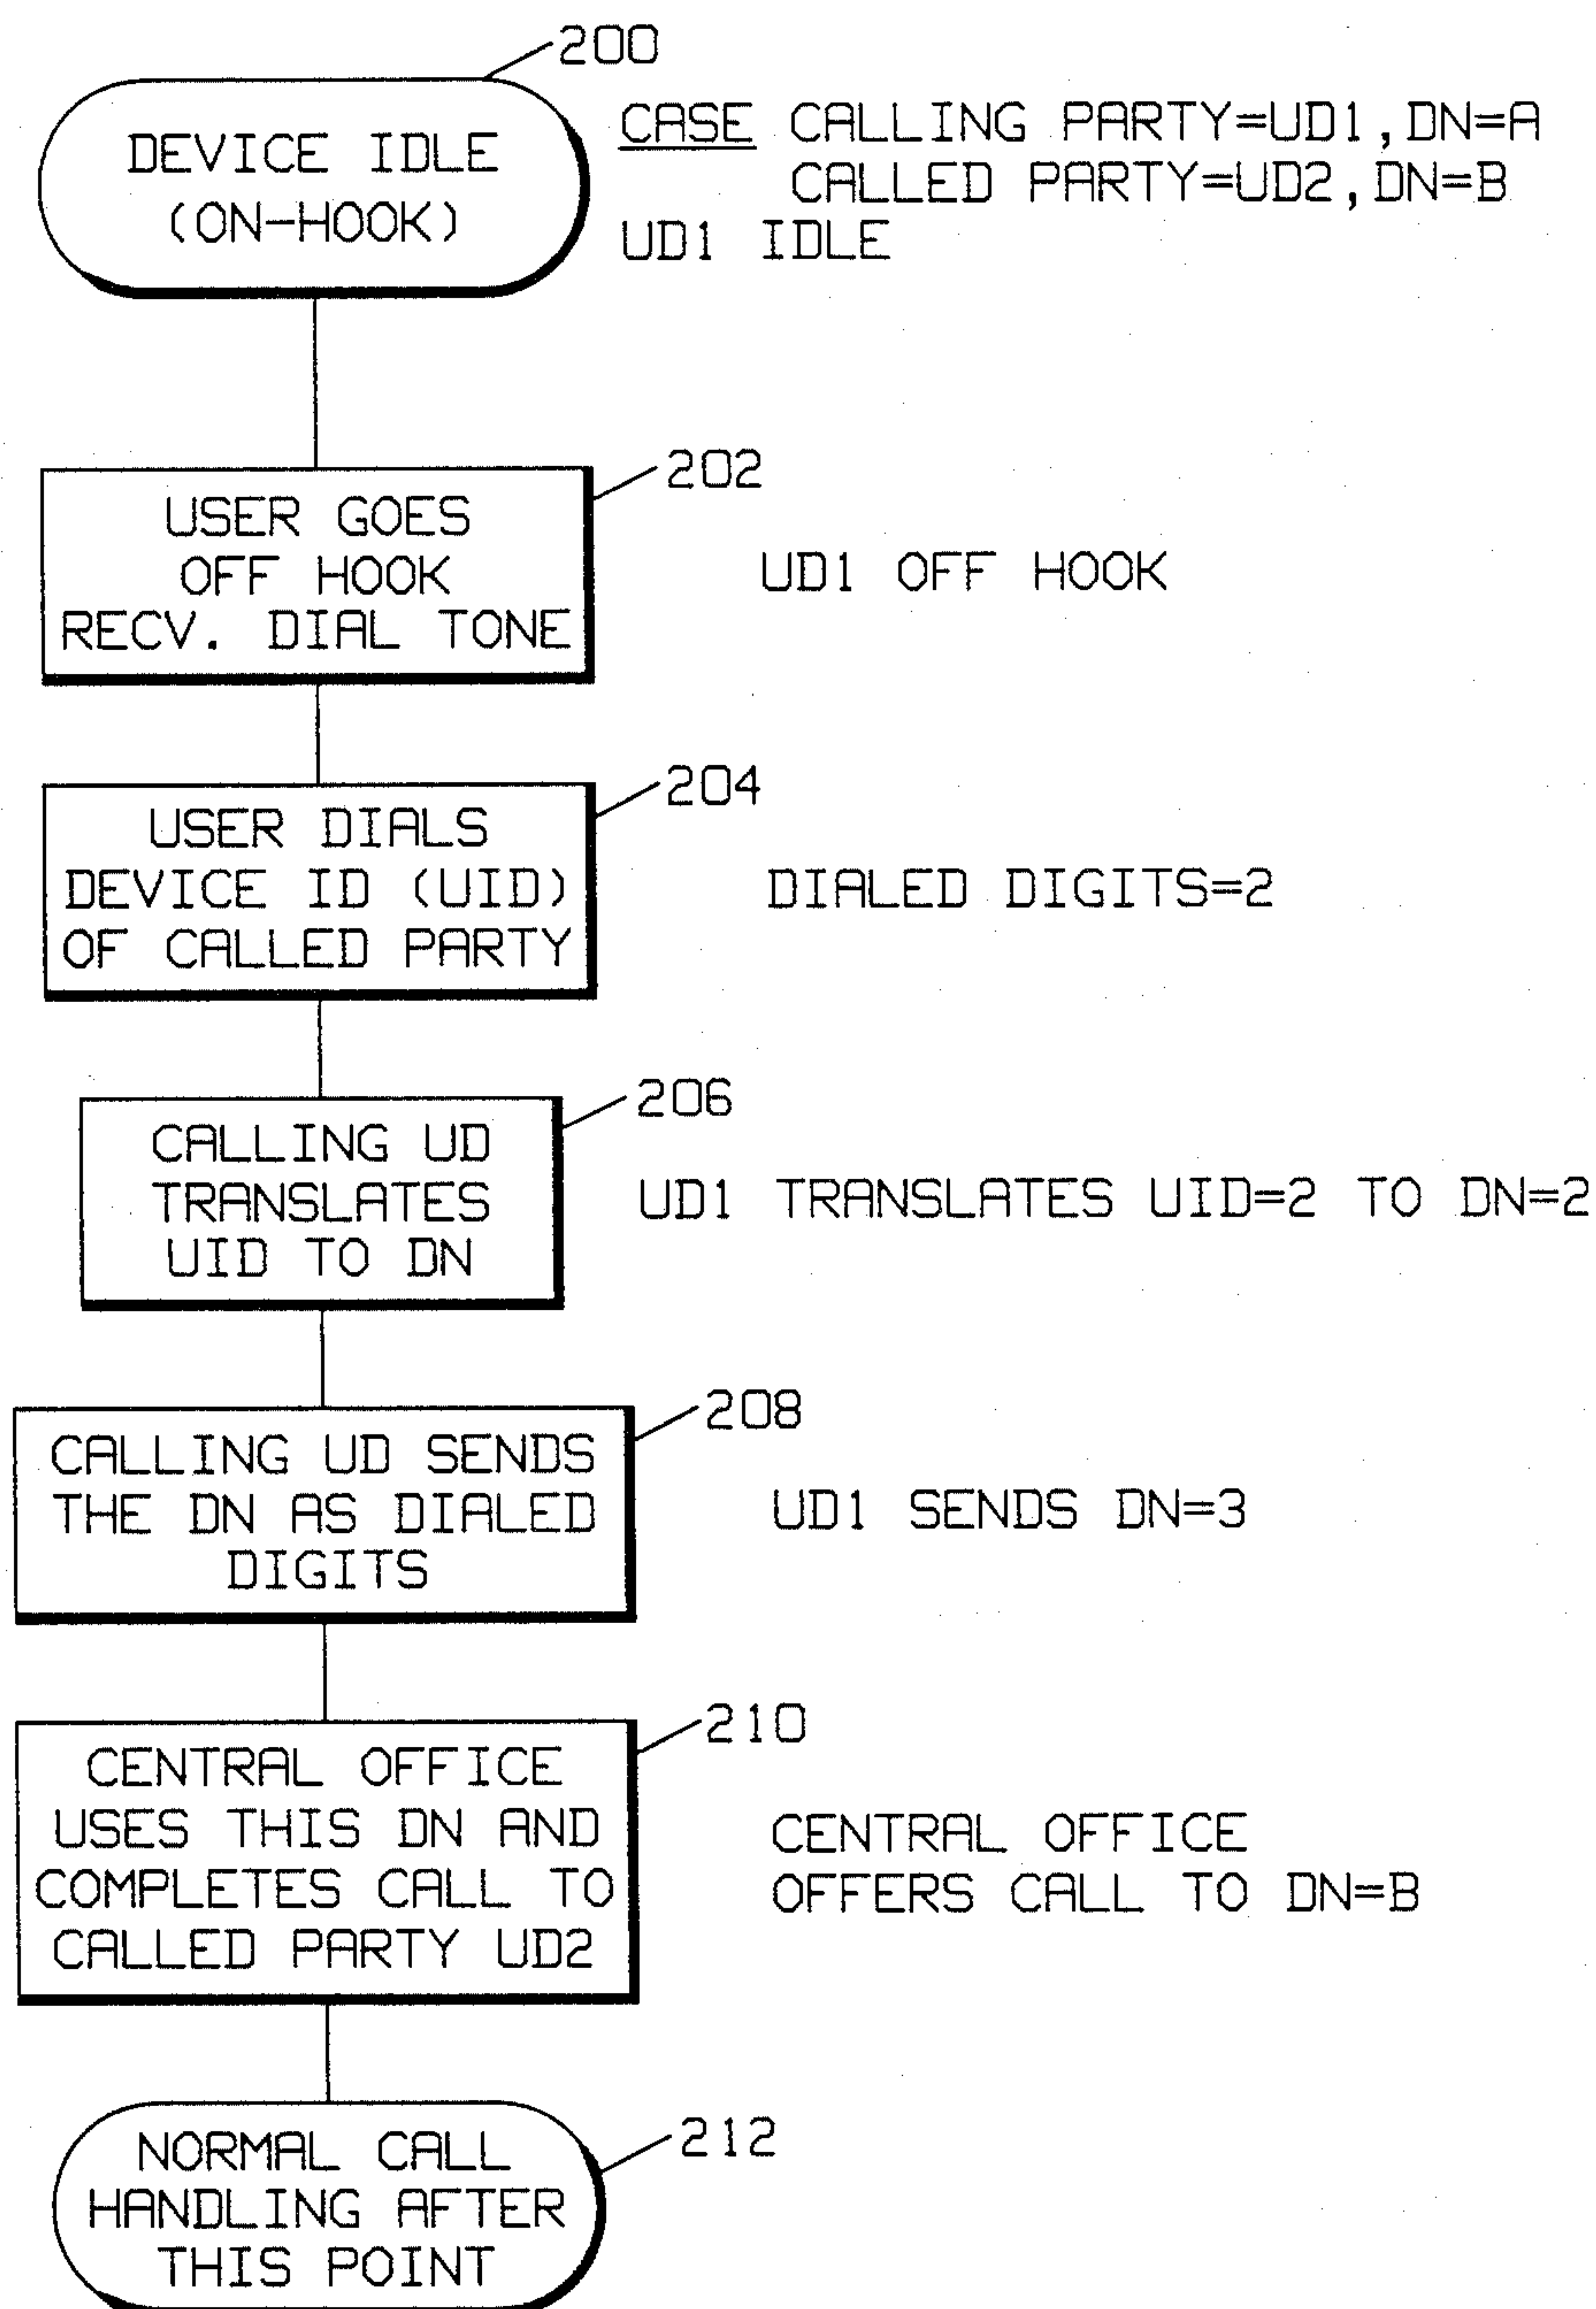 200
DEVICE IDLE
(ON-HOOK)
CASE CALLING PARTY=UD1,DN=A
CALLED PARTY=UD2,DN=B
UD1 IDLE
202
USER GOES
OFF HOOK
RECV. DIAL TONE
UD1 OFF HOOK
204
USER DIALS
DEVICE ID (UID)
OF CALLED PARTY
DIALED DIGITS=2
206
CALLING UD
TRANSLATES
UID TO DN
UD1 TRANSLATES UID=2 TO DN=2
208
CALLING UD SENDS
THE DN AS DIALED
DIGITS
UD1 SENDS DN=3
210
CENTRAL OFFICE
USES THIS DN AND
COMPLETES CALL TO
CALLED PARTY UD2
CENTRAL OFFICE
OFFERS CALL TO DN=B
212
NORMAL CALL
HANDLING AFTER
THIS POINT